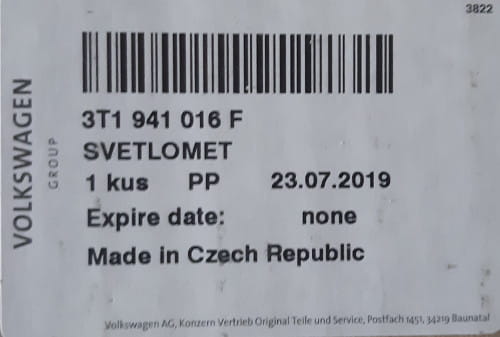 3822
VOLKSWAGEN
GROUP
3T1 941 016 F
SVETLOMET
1 kus PP 23.07.2019
Expire date: none
Made in Czech Republic
Volkswagen AG, Konzern Vertrieb Original Teile und Service, Postfach 1451, 34219 Baunatal